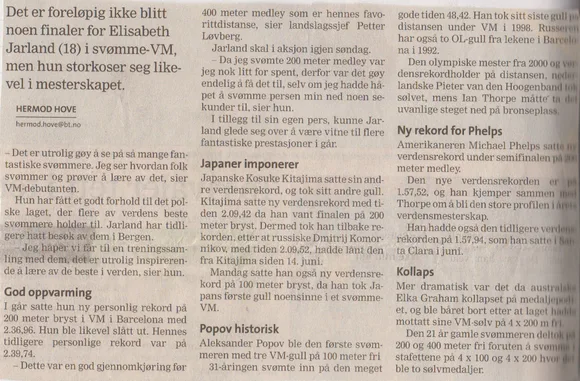 Det er foreløpig ikke blitt
noen finaler for Elisabeth
Jarland (18) i svømme-VM,
men hun storkoser seg like-
vel i mesterskapet.
HERMOD HOVE
hermod.hove@bt.no
– Det er utrolig gøy å se på så mange fan-
tastiske svømmere. Jeg ser hvordan folk
svømmer og prøver å lære av det, sier
VM-debutanten.
Hun har fått et godt forhold til det pol-
ske laget, der flere av verdens beste
svømmere holder til. Jarland har tidli-
gere hatt besøk av dem i Bergen.
– Jeg håper vi får til en treningssam-
ling med dem, det er utrolig inspireren-
de å lære av de beste i verden, sier hun.
God oppvarming
I går satte hun ny personlig rekord på
200 meter bryst i VM i Barcelona med
2.36,96. Hun ble likevel slått ut. Hennes
tidligere personlige rekord var på
2.39,74.
– Dette var en god gjennomkjøring før
400 meter medley som er hennes favo-
rittdistanse, sier landslagssjef Petter
Løvberg.
Jarland skal i aksjon igjen søndag.
– Da jeg svømte 200 meter medley var
jeg nok litt for spent, derfor var det gøy
endelig å få det til, selv om jeg hadde hå-
pet å svømme persen min ned noen se-
kunder til, sier hun.
I tillegg til sin egen pers, kunne Jar-
land glede seg over å være vitne til flere
fantastiske prestasjoner i går.
Japaner imponerer
Japanske Kosuke Kitajima satte sin and-
re verdensrekord, og tok sitt andre gull.
Kitajima satte ny verdensrekord med ti-
den 2.09,42 da han vant finalen på 200
meter bryst. Dermed tok han tilbake re-
korden, etter at russiske Dmitrij Komor-
nikov, med tiden 2.09,52, hadde lånt den
fra Kitajima siden 14. juni.
Mandag satte han også ny verdensre-
kord på 100 meter bryst, da han tok Ja-
pans første gull noensinne i et svømme-
VM.
Popov historisk
Aleksander Popov ble den første svøm-
meren med tre VM-gull på 100 meter fri
31-åringen svømte inn på den meget
gode tiden 48,42. Han tok sitt siste gull på
distansen under VM i 1998. Russeren
har også to OL-gull fra lekene i Barcelo-
na i 1992.
Den olympiske mester fra 2000 og ver-
densrekordholder på distansen, neder-
landske Pieter van den Hoogenband tok
sølvet, mens Ian Thorpe måtte ta det
uvanlige steget ned på bronseplass.
Ny rekord for Phelps
Amerikaneren Michael Phelps satte ny
verdensrekord under semifinalen på 200
meter medley.
Den nye verdensrekorden er på
1.57,52, og han kjemper sammen med
Thorpe om å bli den store profilen i årets
verdensmesterskap.
Han hadde også den tidligere verdens-
rekorden på 1.57,94, som han satte i San-
ta Clara i juni.
Kollaps
Mer dramatisk var det da australske
Elka Graham kollapset på medaljepodi-
et, og ble båret bort etter at laget hadde
mottatt sine VM-sølv på 4 x 200 m fri.
Den 21 år gamle svømmeren deltok på
200 og 400 meter fri foruten å svømme i
stafettene på 4 x 100 og 4 x 200 hvor det
ble to sølvmedaljer.